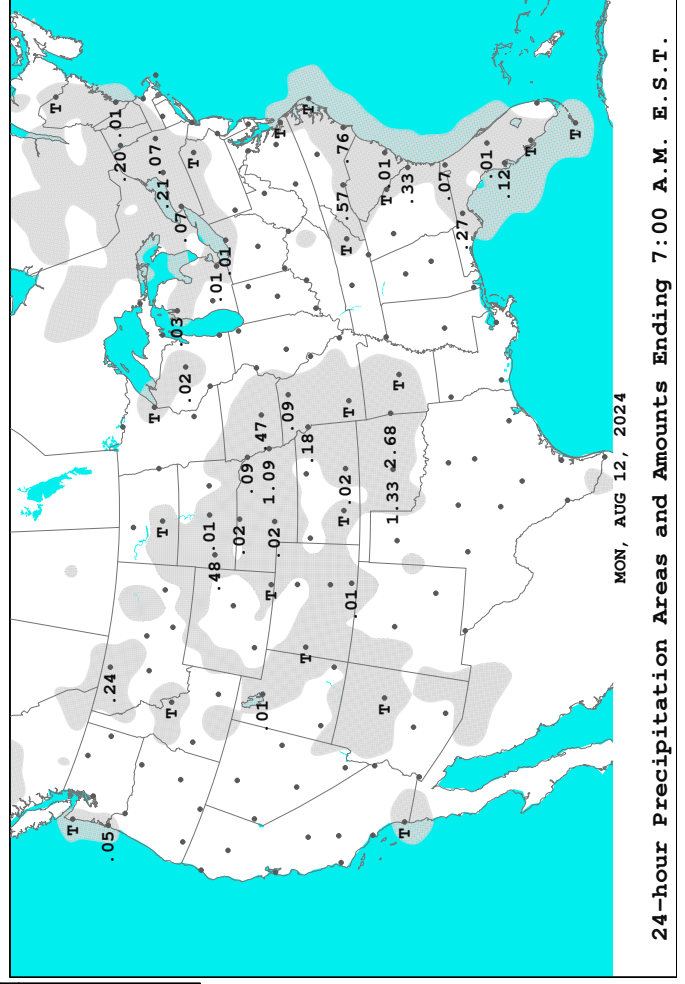 T
T
.05
.24
.01
.20
T
.07
T
.21
T
.03
.07
.02
T
.01
.48
.01
.01
.02
.09
.01
.47
1.09
T
.02
T
.09
T
.18
T
.57
.76
T
.02
T
T
.01
T
T
.01
1.33
2.68
T
T
.33
.07
.27
.01
.12
T
T
MON, AUG 12, 2024
24-hour Precipitation Areas and Amounts Ending 7:00 A.M. E.S.T.